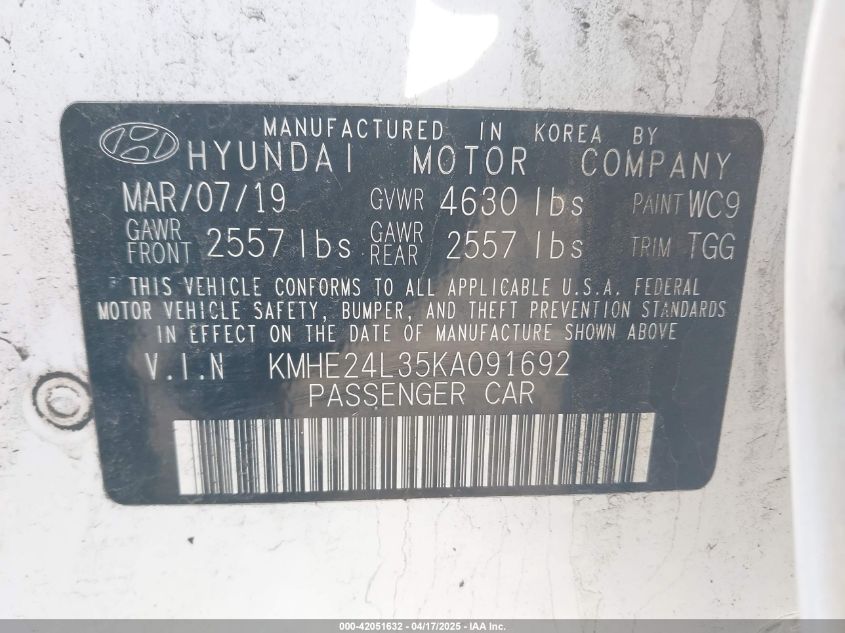 MANUFACTURED IN KOREA BY
HYUNDAI MOTOR COMPANY
MAR/07/19 GVWR 4630 lbs PAINT WC9
GAWR FRONT 2557 lbs GAWR REAR 2557 lbs TRIM TGG
THIS VEHICLE CONFORMS TO ALL APPLICABLE U.S.A. FEDERAL
MOTOR VEHICLE SAFETY, BUMPER, AND THEFT PREVENTION STANDARDS
IN EFFECT ON THE DATE OF MANUFACTURE SHOWN ABOVE
V.I.N KMHE24L35KA091692
PASSENGER CAR
000-42051632 - 04/17/2025 - IAA Inc.